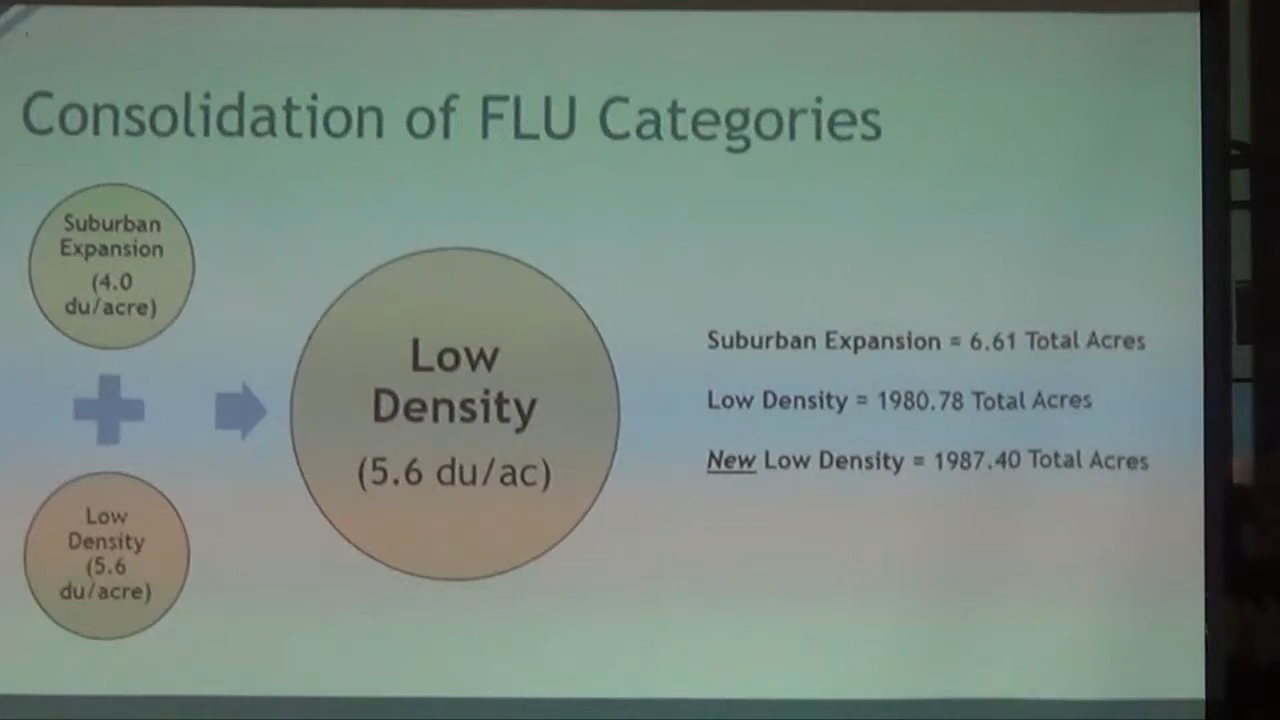 Consolidation of FLU Categories
Suburban
Expansion
(4.0
du/acre)
Low
Density
(5.6
du/acre)
Low
Density
(5.6 du/ac)
Suburban Expansion = 6.61 Total Acres
Low Density = 1980.78 Total Acres
New Low Density = 1987.40 Total Acres